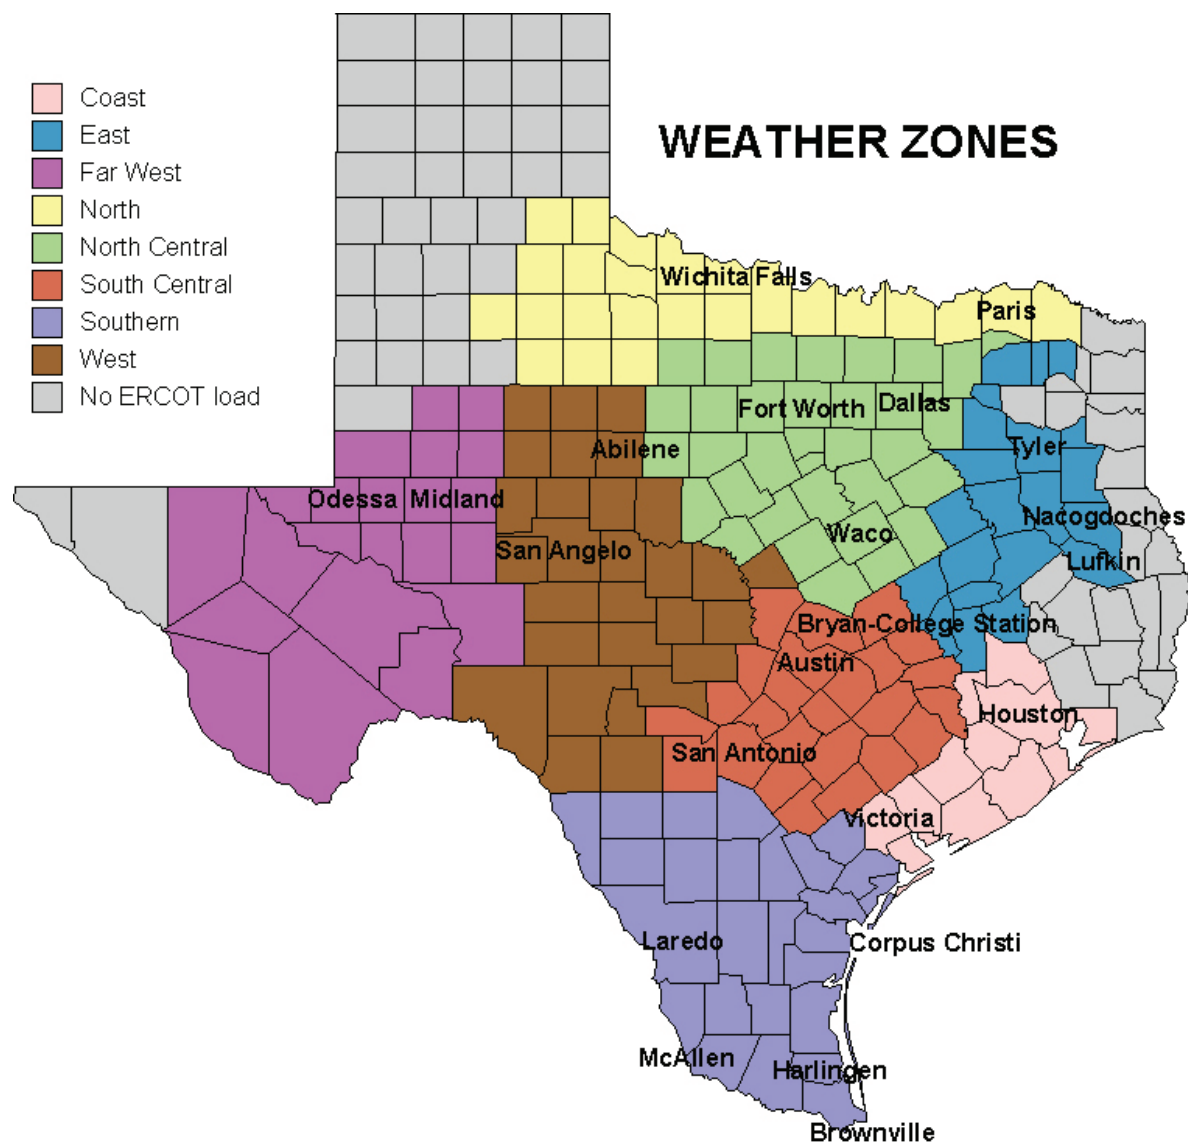 WEATHER ZONES
Coast
East
Far West
North
North Central
South Central
Southern
West
No ERCOT load
Wichita Falls
Paris
Fort Worth
Dallas
Abilene
Tyler
Odessa
Midland
Nacogdoches
Waco
San Angelo
Lufkin
Bryan-College Station
Austin
Houston
San Antonio
Victoria
Laredo
Corpus Christi
McAllen
Harlingen
Brownville